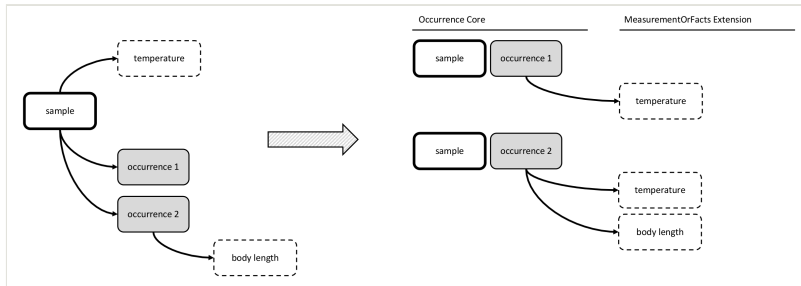 temperature
sample
occurrence 1
occurrence 2
body length
Occurrence Core
MeasurementOrFacts Extension
sample
occurrence 1
temperature
sample
occurrence 2
temperature
body length